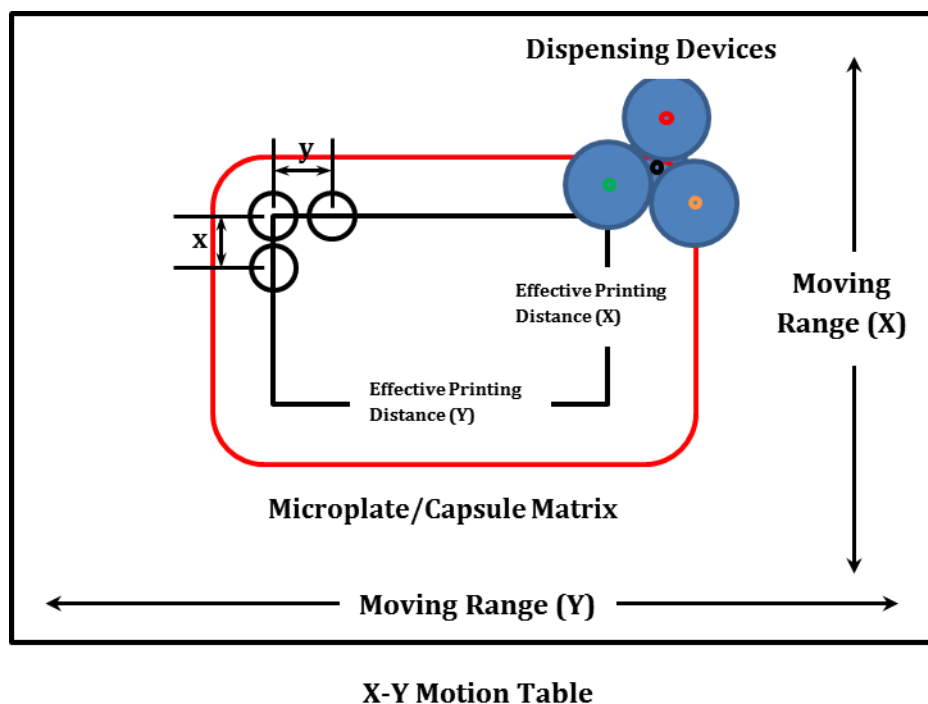 Dispensing Devices
y
x
Effective Printing
Distance (X)
Moving
Range (X)
Effective Printing
Distance (Y)
Microplate/Capsule Matrix
Moving Range (Y)
X-Y Motion Table